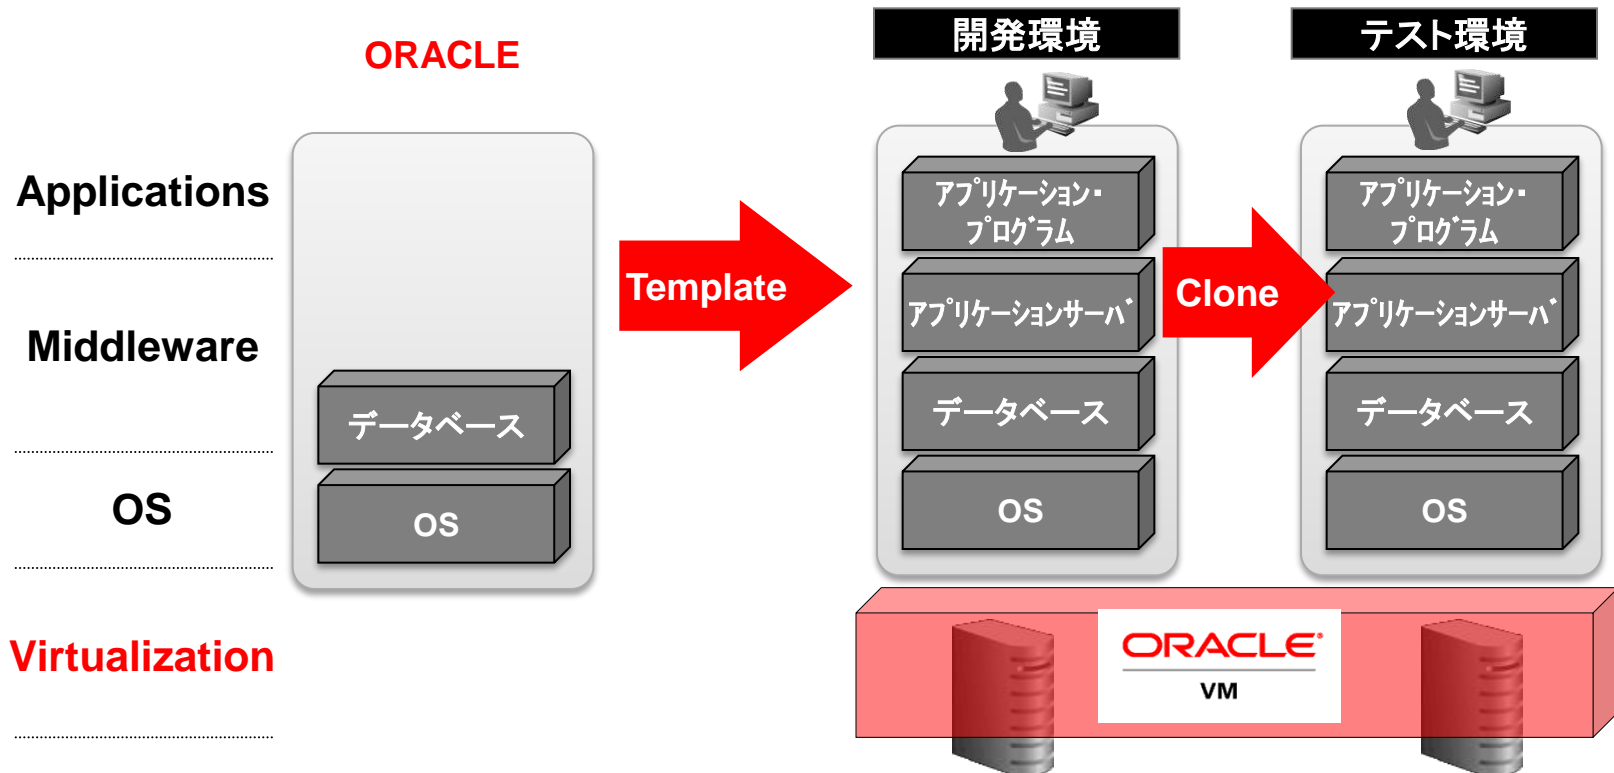 ORACLE
開発環境
テスト環境
Applications
Middleware
OS
Virtualization
データベース
OS
Template
アプリケーション・
プログラム
アプリケーションサーバ
データベース
OS
Clone
アプリケーション・
プログラム
アプリケーションサーバ
データベース
OS
ORACLE®
VM